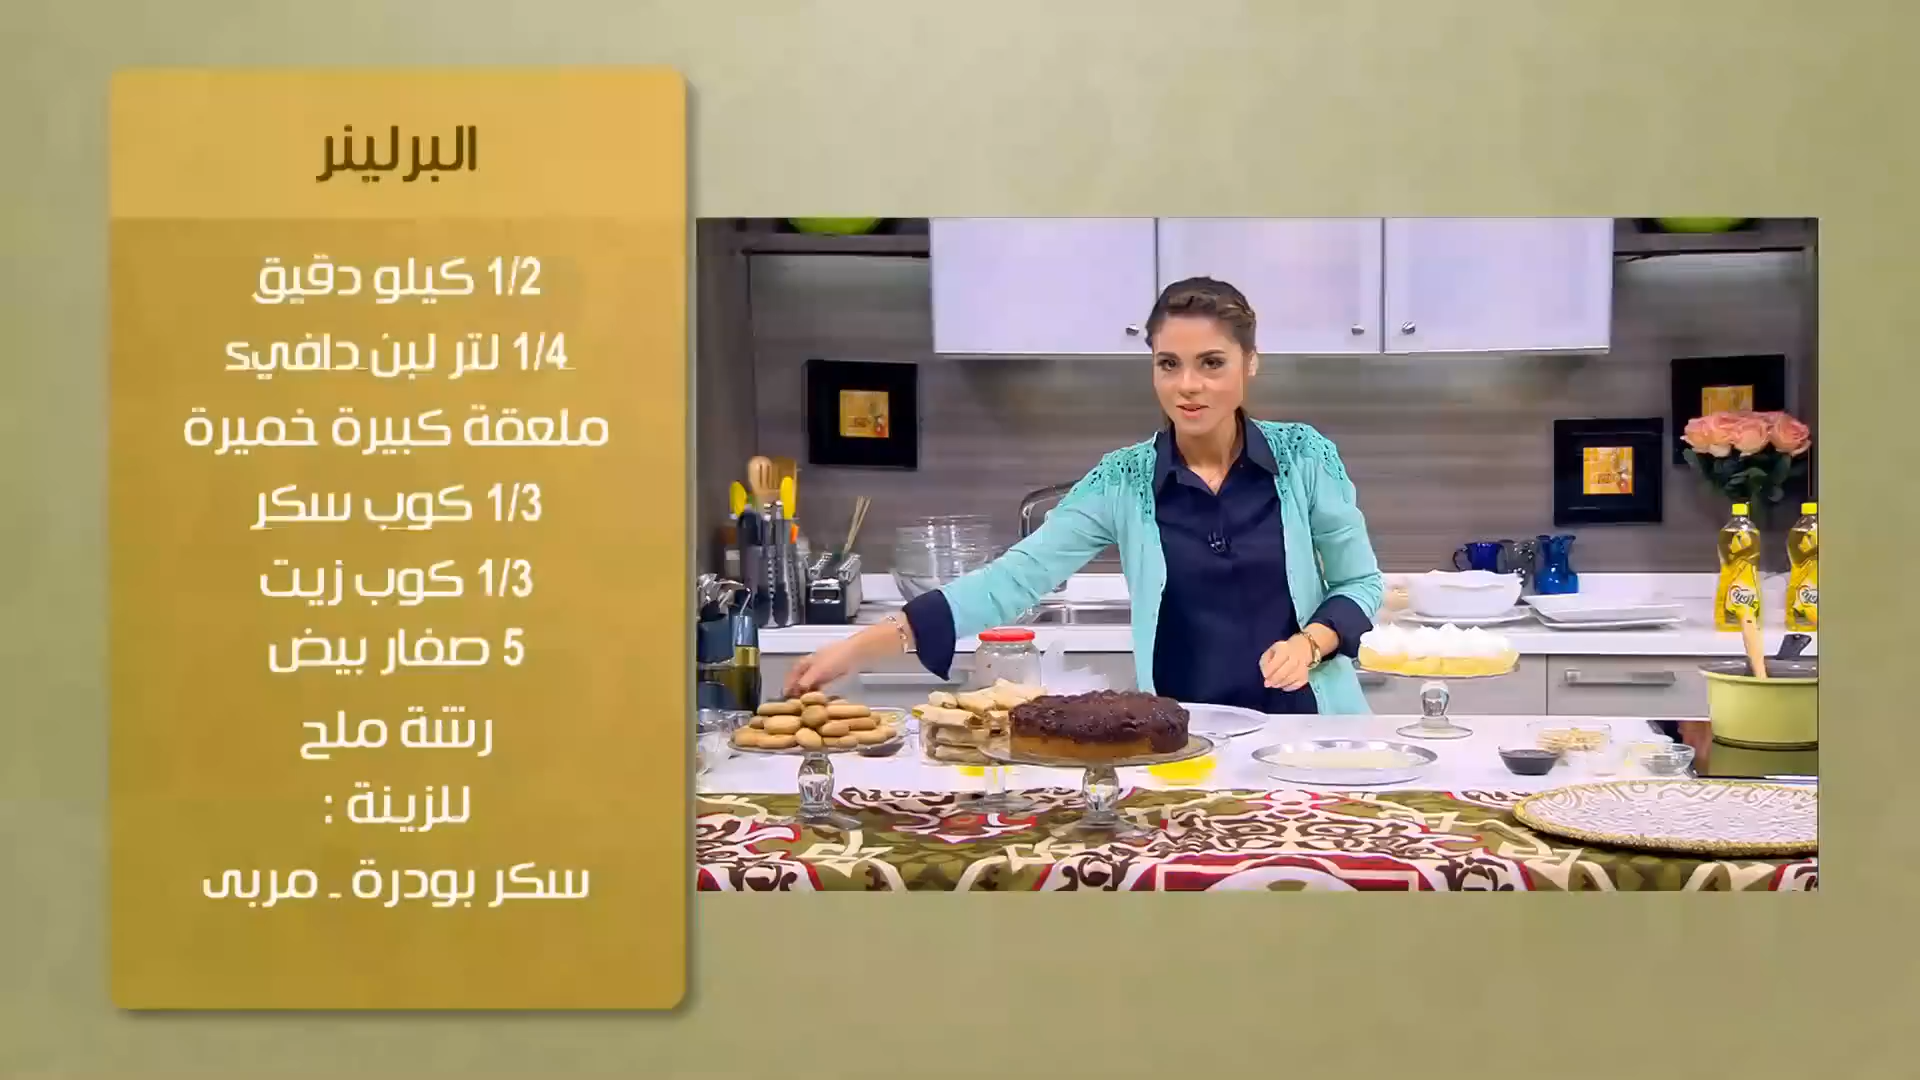 البرلينر
1/2 كيلو دقيق
1/4 لتر لبن دافيء
ملعقة كبيرة خميرة
1/3 كوب سكر
1/3 كوب زيت
5 صفار بيض
رشة ملح
للزينة :
سكر بودرة - مربى